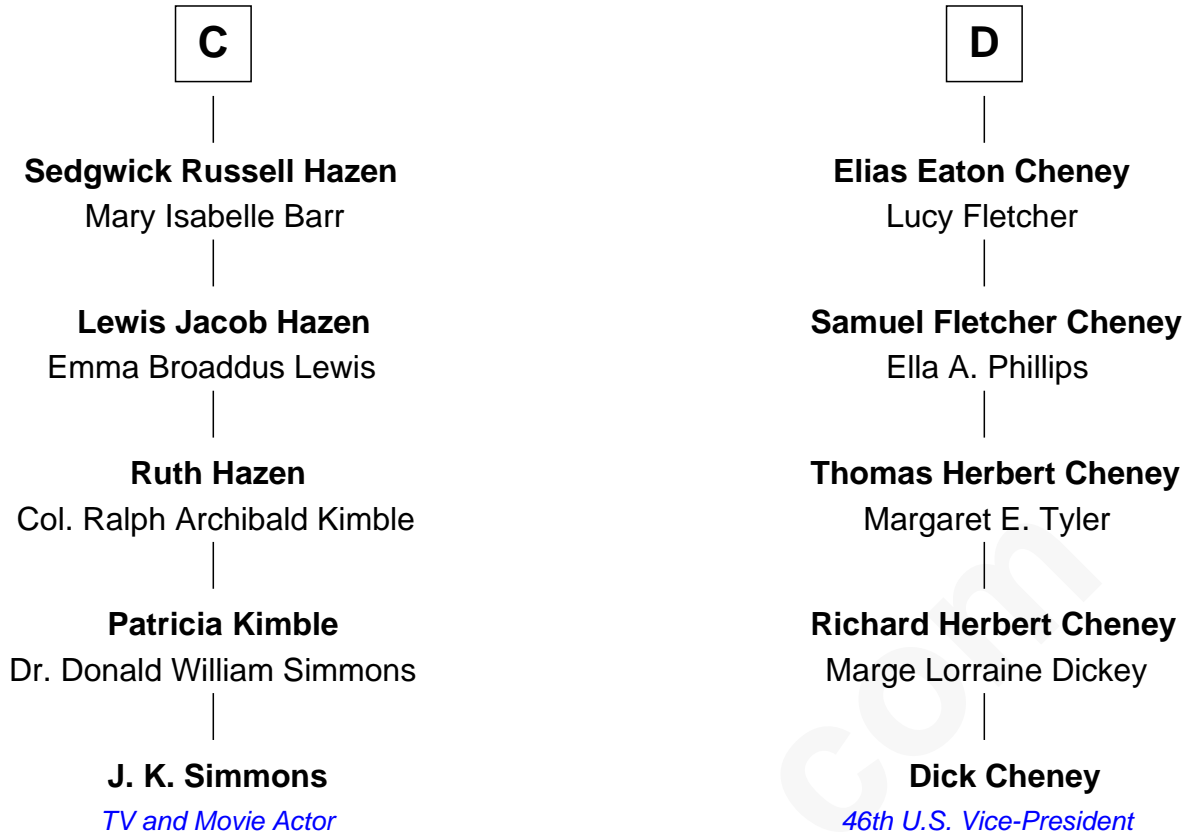 C
Sedgwick Russell Hazen
Mary Isabelle Barr
Lewis Jacob Hazen
Emma Broaddus Lewis
Ruth Hazen
Col. Ralph Archibald Kimble
Patricia Kimble
Dr. Donald William Simmons
J. K. Simmons
TV and Movie Actor
D
Elias Eaton Cheney
Lucy Fletcher
Samuel Fletcher Cheney
Ella A. Phillips
Thomas Herbert Cheney
Margaret E. Tyler
Richard Herbert Cheney
Marge Lorraine Dickey
Dick Cheney
46th U.S. Vice-President
com